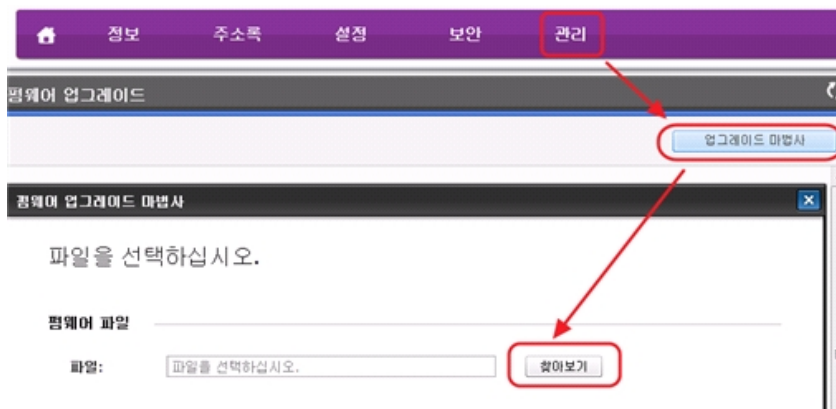 정보 주소록 설정 보안 관리
펌웨어 업그레이드
업그레이드 마법사
펌웨어 업그레이드 마법사
파일을 선택하십시오.
펌웨어 파일
파일: 파일을 선택하십시오. 찾아보기